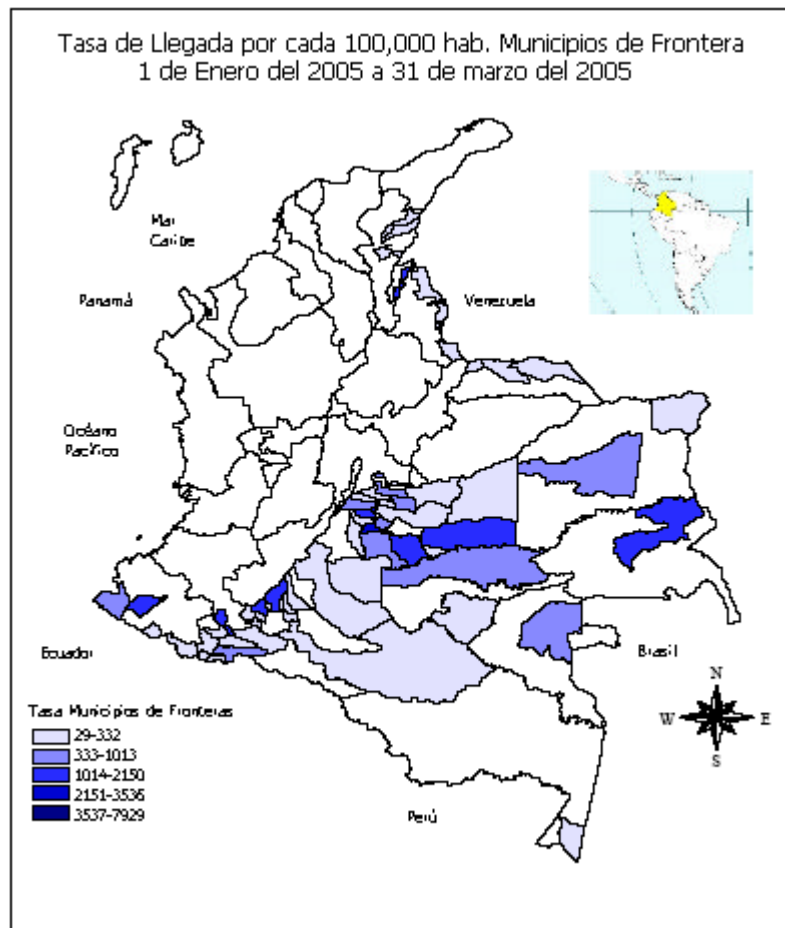 Tasa de Llegada por cada 100,000 hab. Municipios de Frontera
1 de Enero del 2005 a 31 de marzo del 2005
Mar
Caribe
Panamá
Venezuela
Océano
Pacífico
Ecuador
Brasil
Perú
N
W
E
S
Tasa Municipios de Fronteras
29-332
333-1013
1014-2150
2151-3536
3537-7929